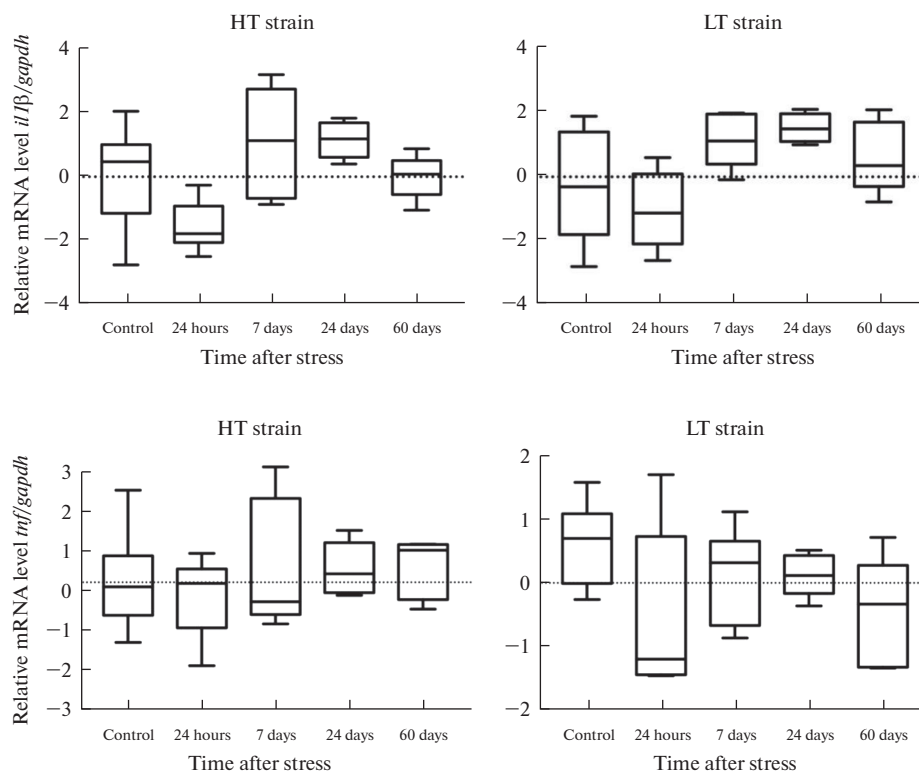 HT strain
LT strain
Relative mRNA level il1β/gapdh
4
2
0
−2
−4
4
2
0
−2
−4
Control 24 hours 7 days 24 days 60 days
Control 24 hours 7 days 24 days 60 days
Time after stress
Time after stress
HT strain
LT strain
Relative mRNA level tnf/gapdh
3
2
1
0
−1
−2
−3
2
1
0
−1
−2
Control 24 hours 7 days 24 days 60 days
Control 24 hours 7 days 24 days 60 days
Time after stress
Time after stress